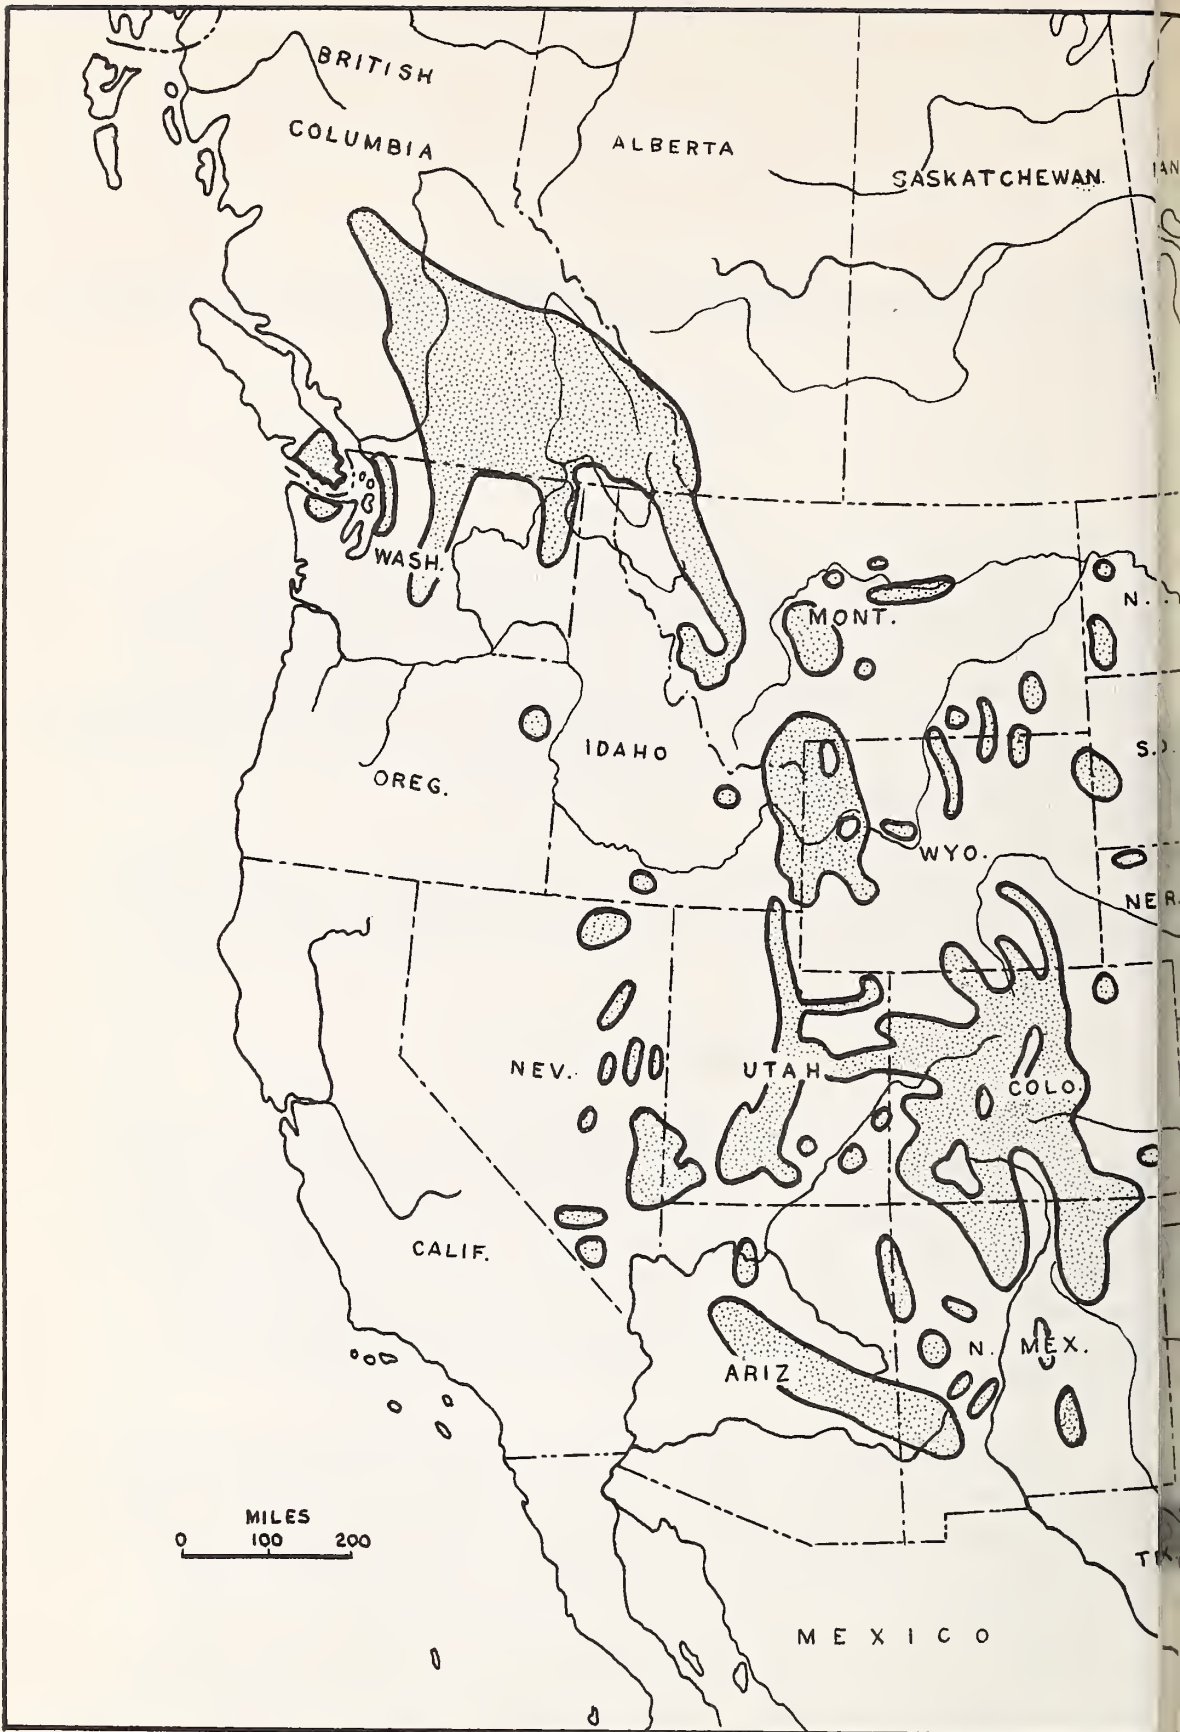 BRITISH
COLUMBIA
ALBERTA
SASKATCHEWAN.
WASH.
MONT.
N.
IDAHO
OREG.
S.
WYO.
NEV.
UTAH
COLO.
CALIF.
ARIZ
N. MEX.
MILES
0 100 200
MEXICO